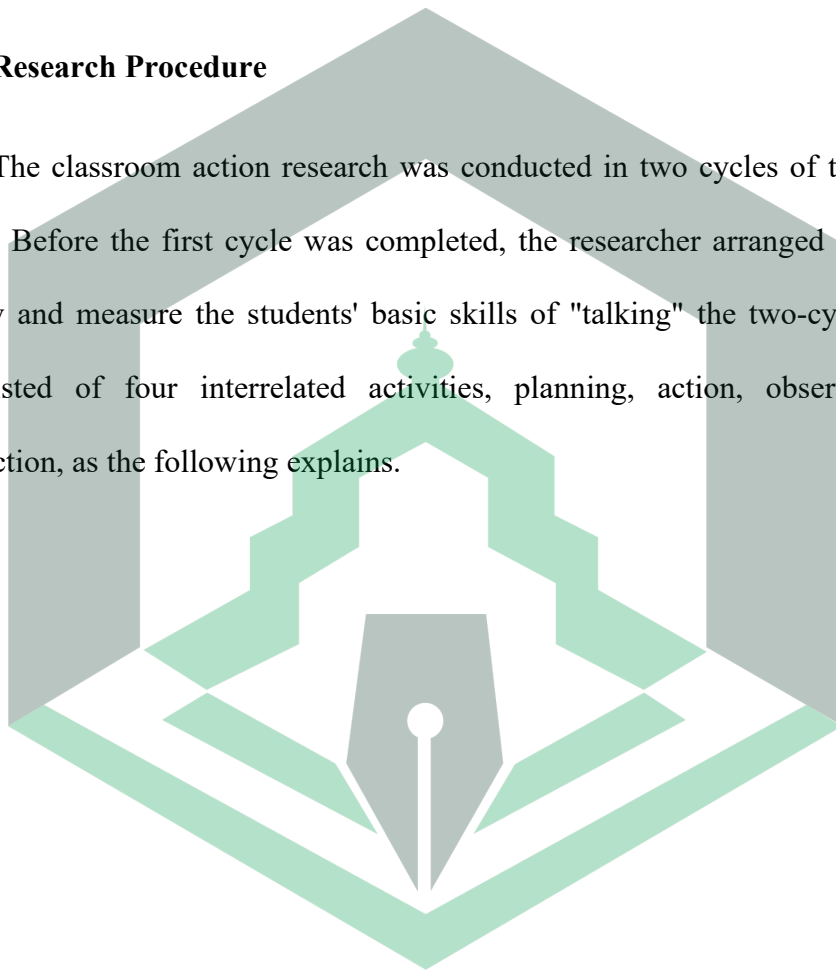 Research Procedure
The classroom action research was conducted in two cycles of
Before the first cycle was completed, the researcher arranged
and measure the students' basic skills of "talking" the two-cy
sted of four interrelated activities, planning, action, obser
ction, as the following explains.